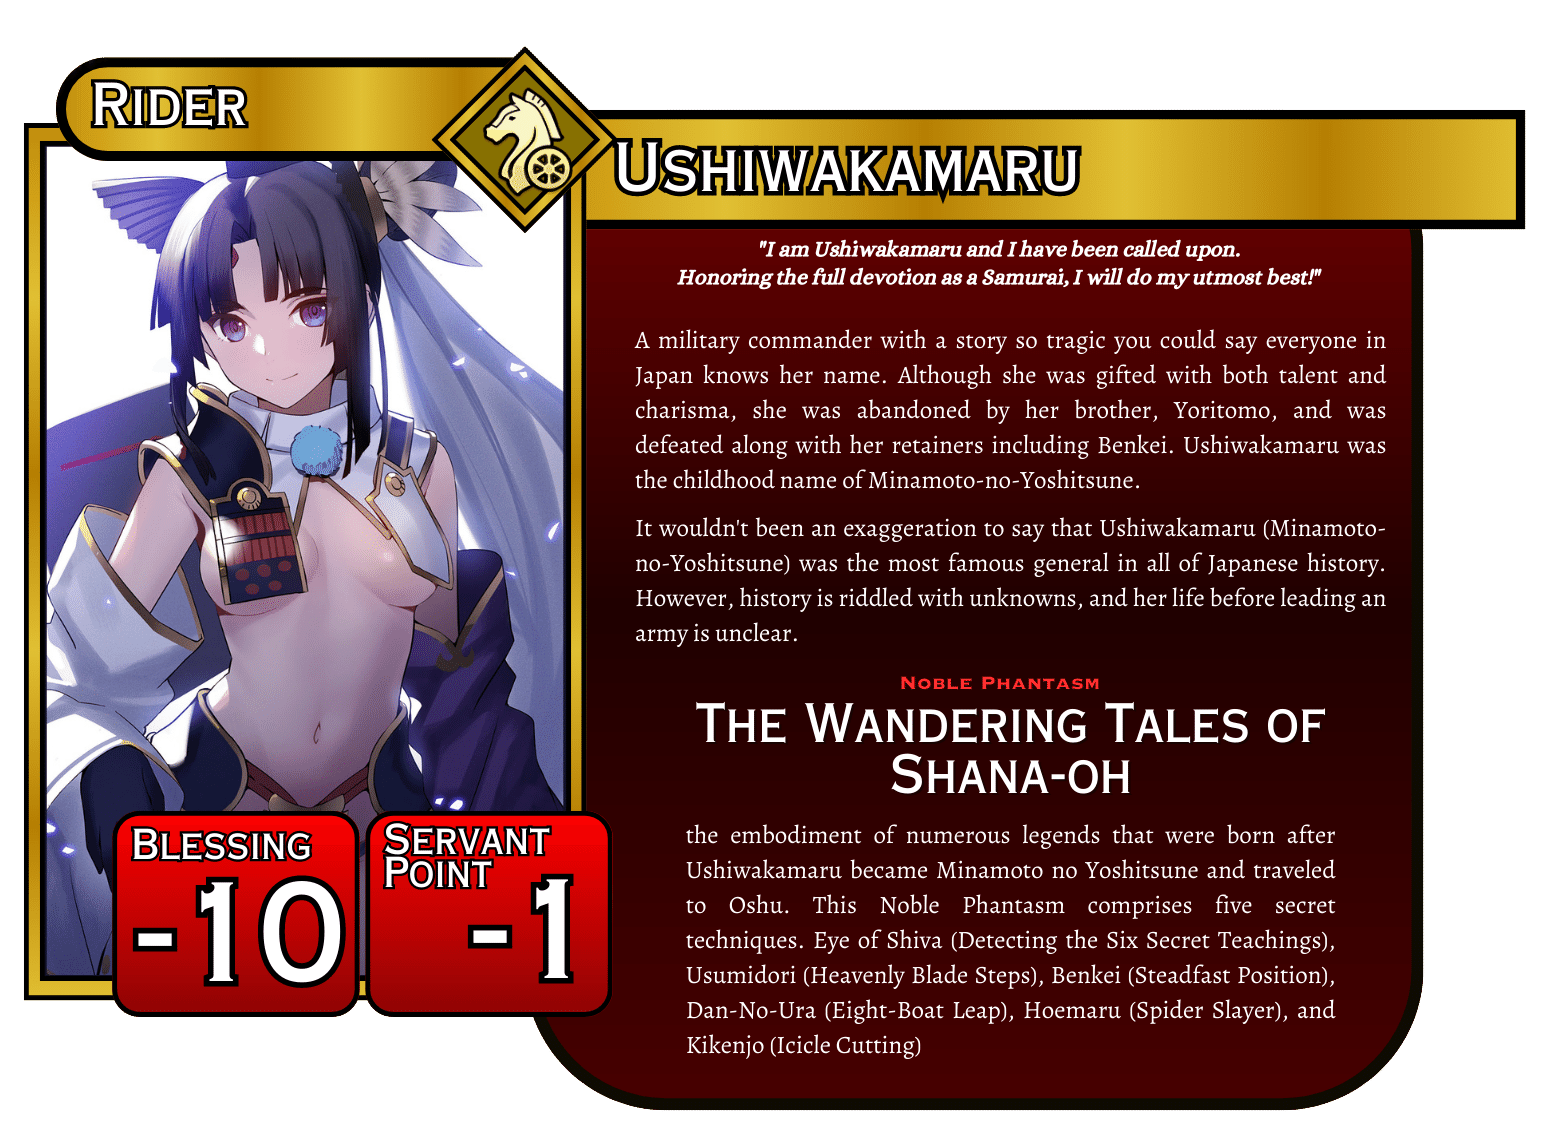 Rider
Ushiwakamaru
"I am Ushiwakamaru and I have been called upon.
Honoring the full devotion as a Samurai, I will do my utmost best!"
A military commander with a story so tragic you could say everyone in
Japan knows her name. Although she was gifted with both talent and
charisma, she was abandoned by her brother, Yoritomo, and was
defeated along with her retainers including Benkei. Ushiwakamaru was
the childhood name of Minamoto-no-Yoshitsune.
It wouldn't been an exaggeration to say that Ushiwakamaru (Minamoto-
no-Yoshitsune) was the most famous general in all of Japanese history.
However, history is riddled with unknowns, and her life before leading an
army is unclear.
Noble Phantasm
The Wandering Tales of
Shana-oh
the embodiment of numerous legends that were born after
Ushiwakamaru became Minamoto no Yoshitsune and traveled
to Oshu. This Noble Phantasm comprises five secret
techniques. Eye of Shiva (Detecting the Six Secret Teachings),
Usumidori (Heavenly Blade Steps), Benkei (Steadfast Position),
Dan-No-Ura (Eight-Boat Leap), Hoemaru (Spider Slayer), and
Kikenjo (Icicle Cutting)
Blessing
-10
Servant
Point
-1